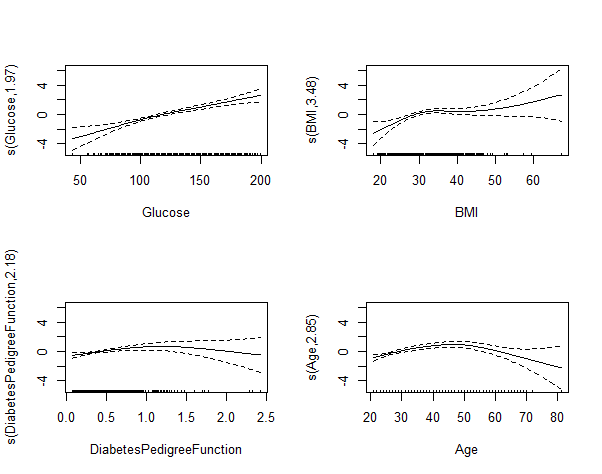 s(Glucose,1.97)
-4 0 4
50 100 150 200
Glucose
s(BMI,3.48)
-4 0 4
20 30 40 50 60
BMI
s(DiabetesPedigreeFunction,2.18)
-4 0 4
0.0 0.5 1.0 1.5 2.0 2.5
DiabetesPedigreeFunction
s(Age,2.85)
-4 0 4
20 30 40 50 60 70 80
Age